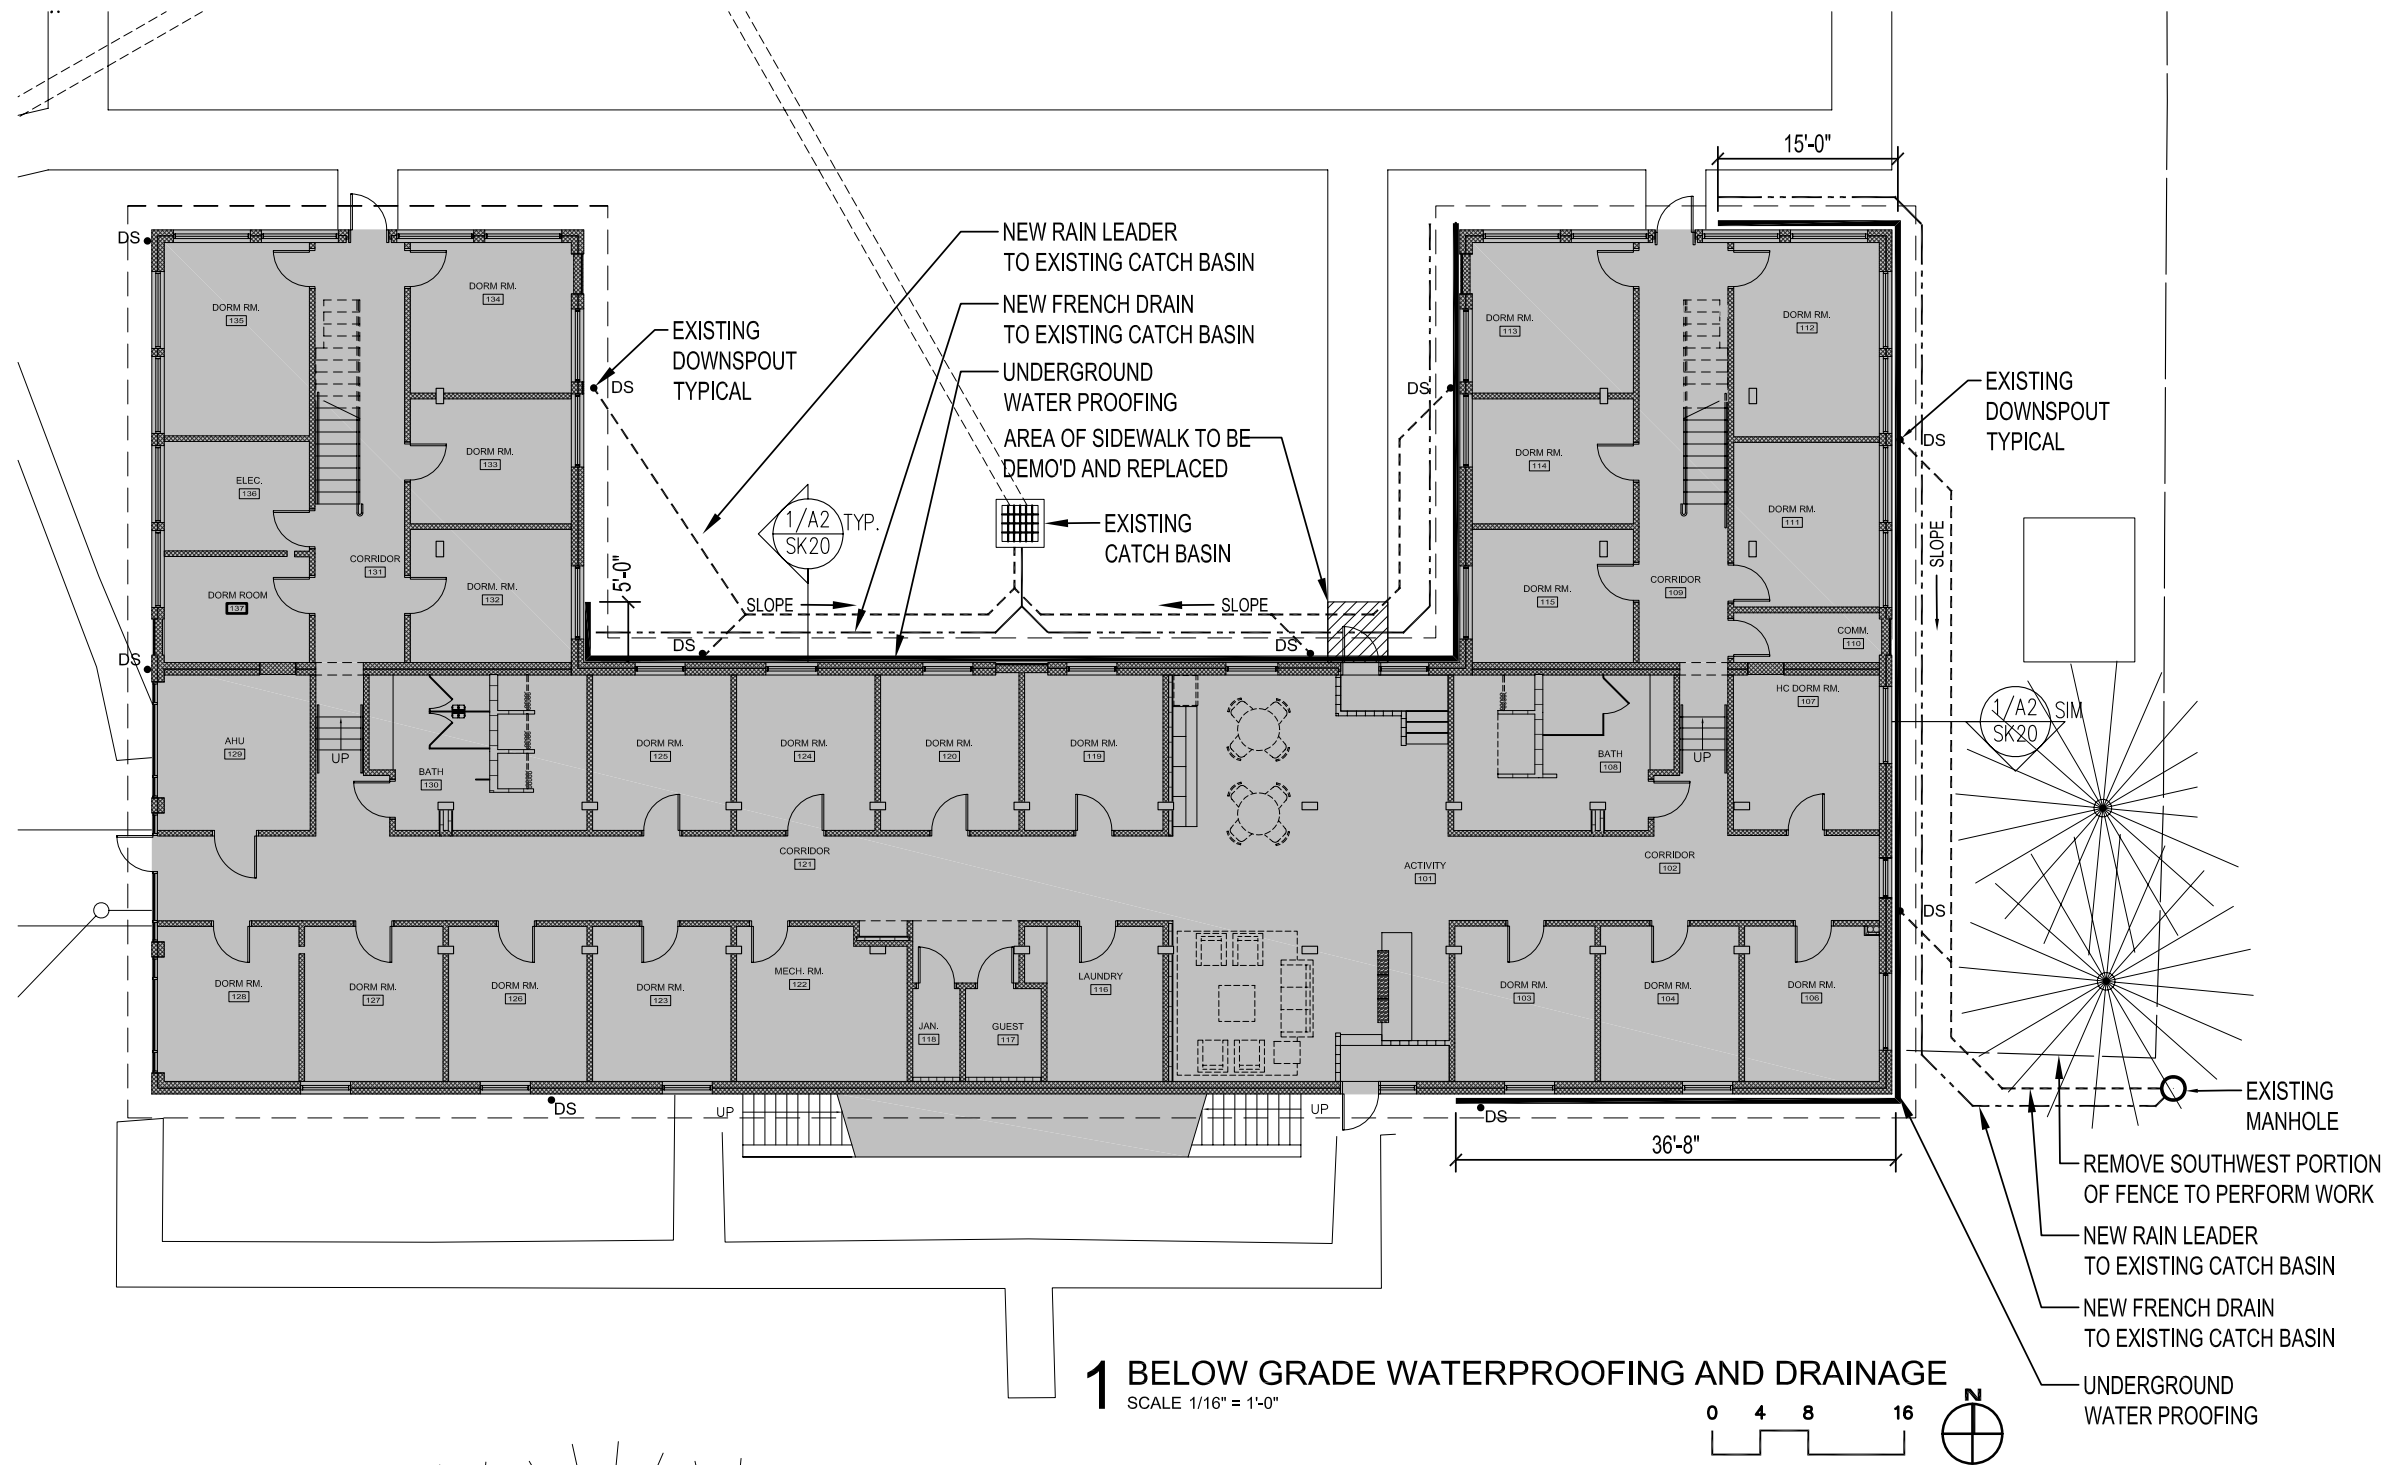 15'-0"
NEW RAIN LEADER
TO EXISTING CATCH BASIN
NEW FRENCH DRAIN
TO EXISTING CATCH BASIN
UNDERGROUND
WATER PROOFING
AREA OF SIDEWALK TO BE
DEMO'D AND REPLACED
EXISTING
CATCH BASIN
EXISTING
DOWNSPOUT
TYPICAL
EXISTING
DOWNSPOUT
TYPICAL
DS
DS
DS
DS
DS
DS
DS
DS
DS
DS
1/A2
SK20
TYP.
1/A2
SK20
SIM
5'-0"
SLOPE
SLOPE
SLOPE
DORM RM.
135
DORM RM.
134
DORM RM.
133
ELEC.
136
CORRIDOR
131
DORM ROOM
137
DORM. RM.
132
DORM RM.
113
DORM RM.
112
DORM RM.
114
DORM RM.
111
DORM RM.
115
CORRIDOR
109
COMM.
110
AHU
129
UP
BATH
130
DORM RM.
125
DORM RM.
124
DORM RM.
120
DORM RM.
119
BATH
108
UP
HC DORM RM.
107
CORRIDOR
121
ACTIVITY
101
CORRIDOR
102
DORM RM.
128
DORM RM.
127
DORM RM.
126
DORM RM.
123
MECH. RM.
122
JAN.
118
GUEST
117
LAUNDRY
116
DORM RM.
103
DORM RM.
104
DORM RM.
106
UP
UP
36'-8"
EXISTING
MANHOLE
REMOVE SOUTHWEST PORTION
OF FENCE TO PERFORM WORK
NEW RAIN LEADER
TO EXISTING CATCH BASIN
NEW FRENCH DRAIN
TO EXISTING CATCH BASIN
UNDERGROUND
WATER PROOFING
1 BELOW GRADE WATERPROOFING AND DRAINAGE
SCALE 1/16" = 1'-0"
0 4 8 16
N